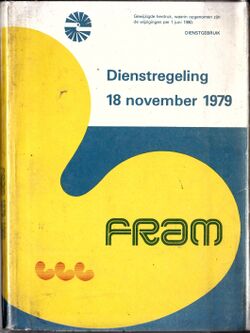 Gewijzigde herdruk, waarin opgenomen zijn
de wijzigingen per 1 juni 1980.
DIENSTGEBRUIK
Dienstregeling
18 november 1979
FRAM